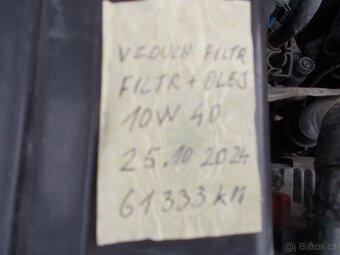 VZDUCH FILTR
FILTR + OLEJ
10W 40
25.10 2024
61333 KM
Bazos.cz